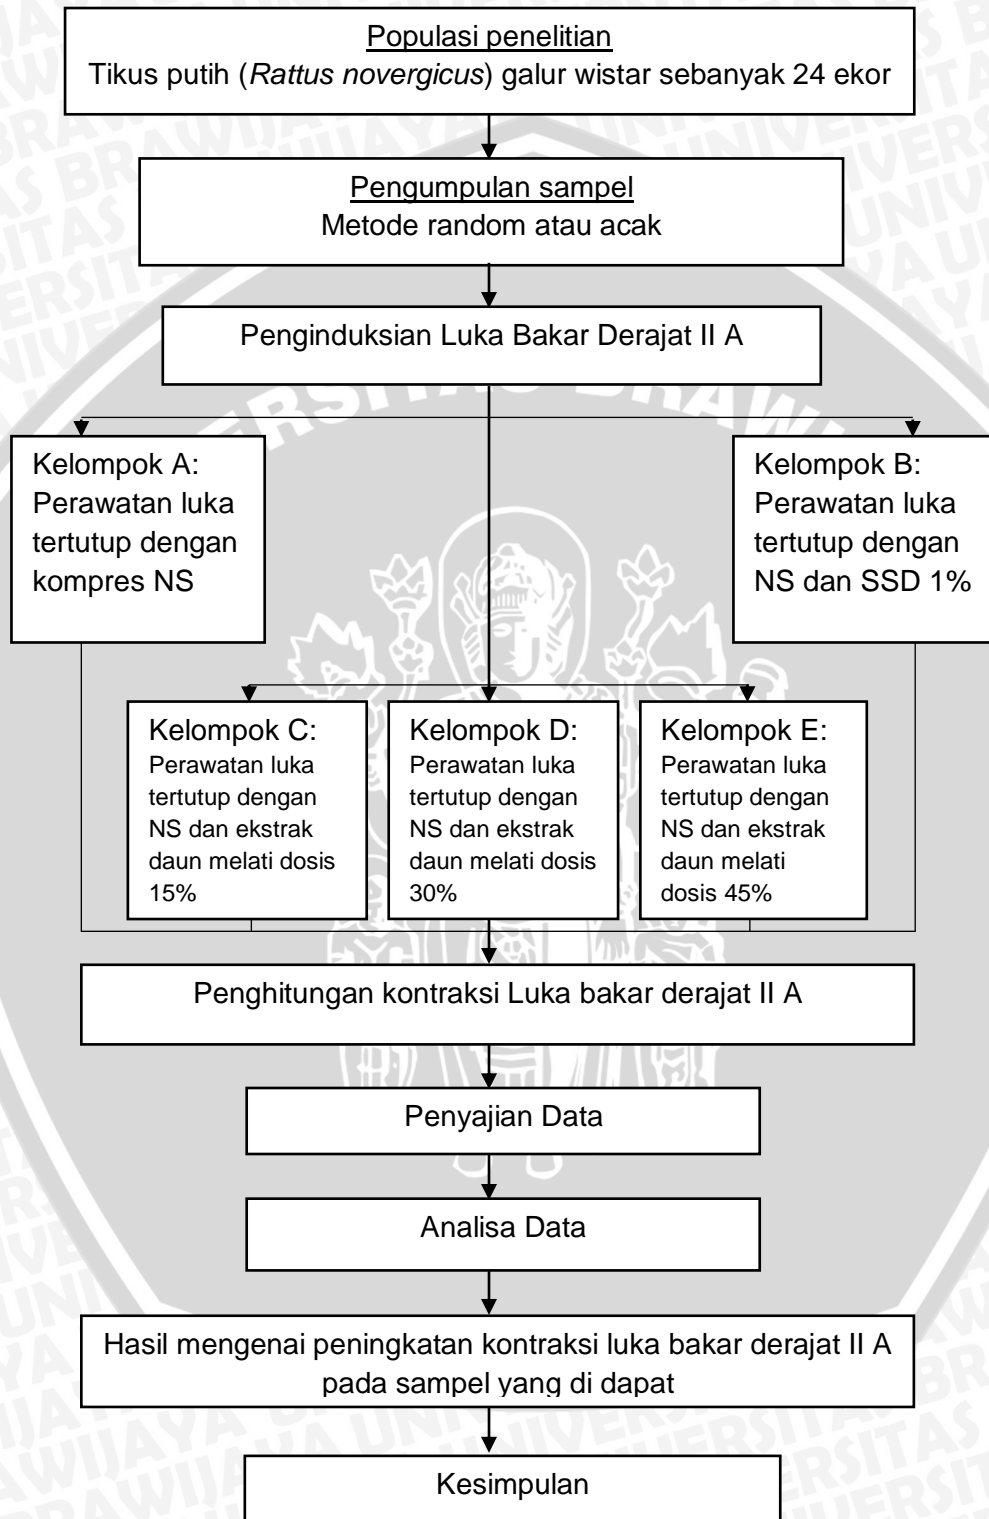 Populasi penelitian
Tikus putih (Rattus novergicus) galur wistar sebanyak 24 ekor
Pengumpulan sampel
Metode random atau acak
Penginduksian Luka Bakar Derajat II A
Kelompok A:
Perawatan luka
tertutup dengan
kompres NS
Kelompok B:
Perawatan luka
tertutup dengan
NS dan SSD 1%
Kelompok C:
Perawatan luka
tertutup dengan
NS dan ekstrak
daun melati dosis
15%
Kelompok D:
Perawatan luka
tertutup dengan
NS dan ekstrak
daun melati dosis
30%
Kelompok E:
Perawatan luka
tertutup dengan
NS dan ekstrak
daun melati
dosis 45%
Penghitungan kontraksi Luka bakar derajat II A
Penyajian Data
Analisa Data
Hasil mengenai peningkatan kontraksi luka bakar derajat II A
pada sampel yang di dapat
Kesimpulan